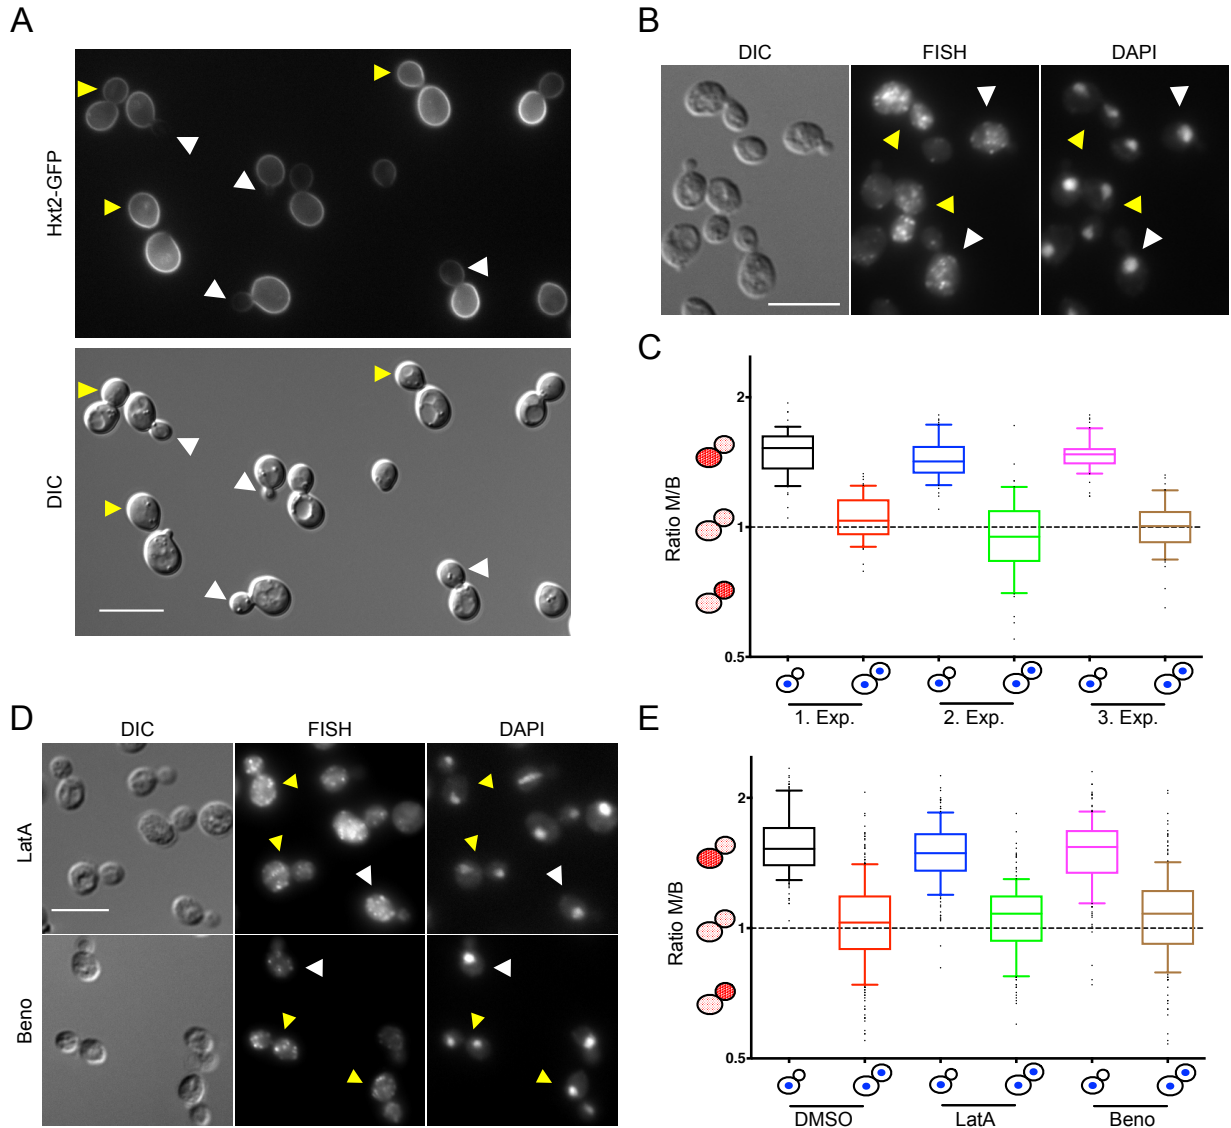 A
Hxt2-GFP
DIC
B
DIC FISH DAPI
C
Ratio M/B
2
1
0.5
1. Exp. 2. Exp. 3. Exp.
D
DIC FISH DAPI
LatA
Beno
E
Ratio M/B
2
1
0.5
DMSO LatA Beno